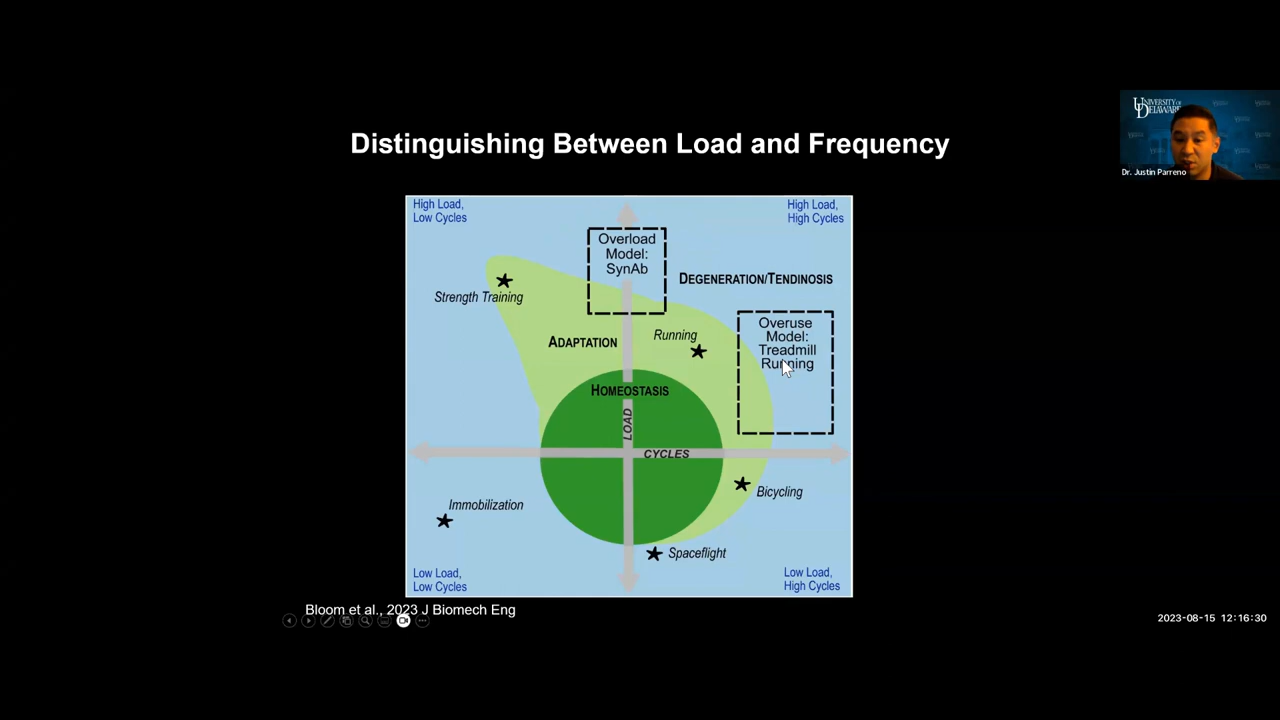 Distinguishing Between Load and Frequency
UNIVERSITY OF
DELAWARE
Dr. Justin Parreno
High Load,
Low Cycles
High Load,
High Cycles
Overload
Model:
SynAb
DEGENERATION/TENDINOSIS
Strength Training
Overuse
Model:
Treadmill
Running
Running
ADAPTATION
HOMEOSTASIS
LOAD
CYCLES
Bicycling
Immobilization
Spaceflight
Low Load,
Low Cycles
Low Load,
High Cycles
Bloom et al., 2023 J Biomech Eng
2023-08-15 12:16:30